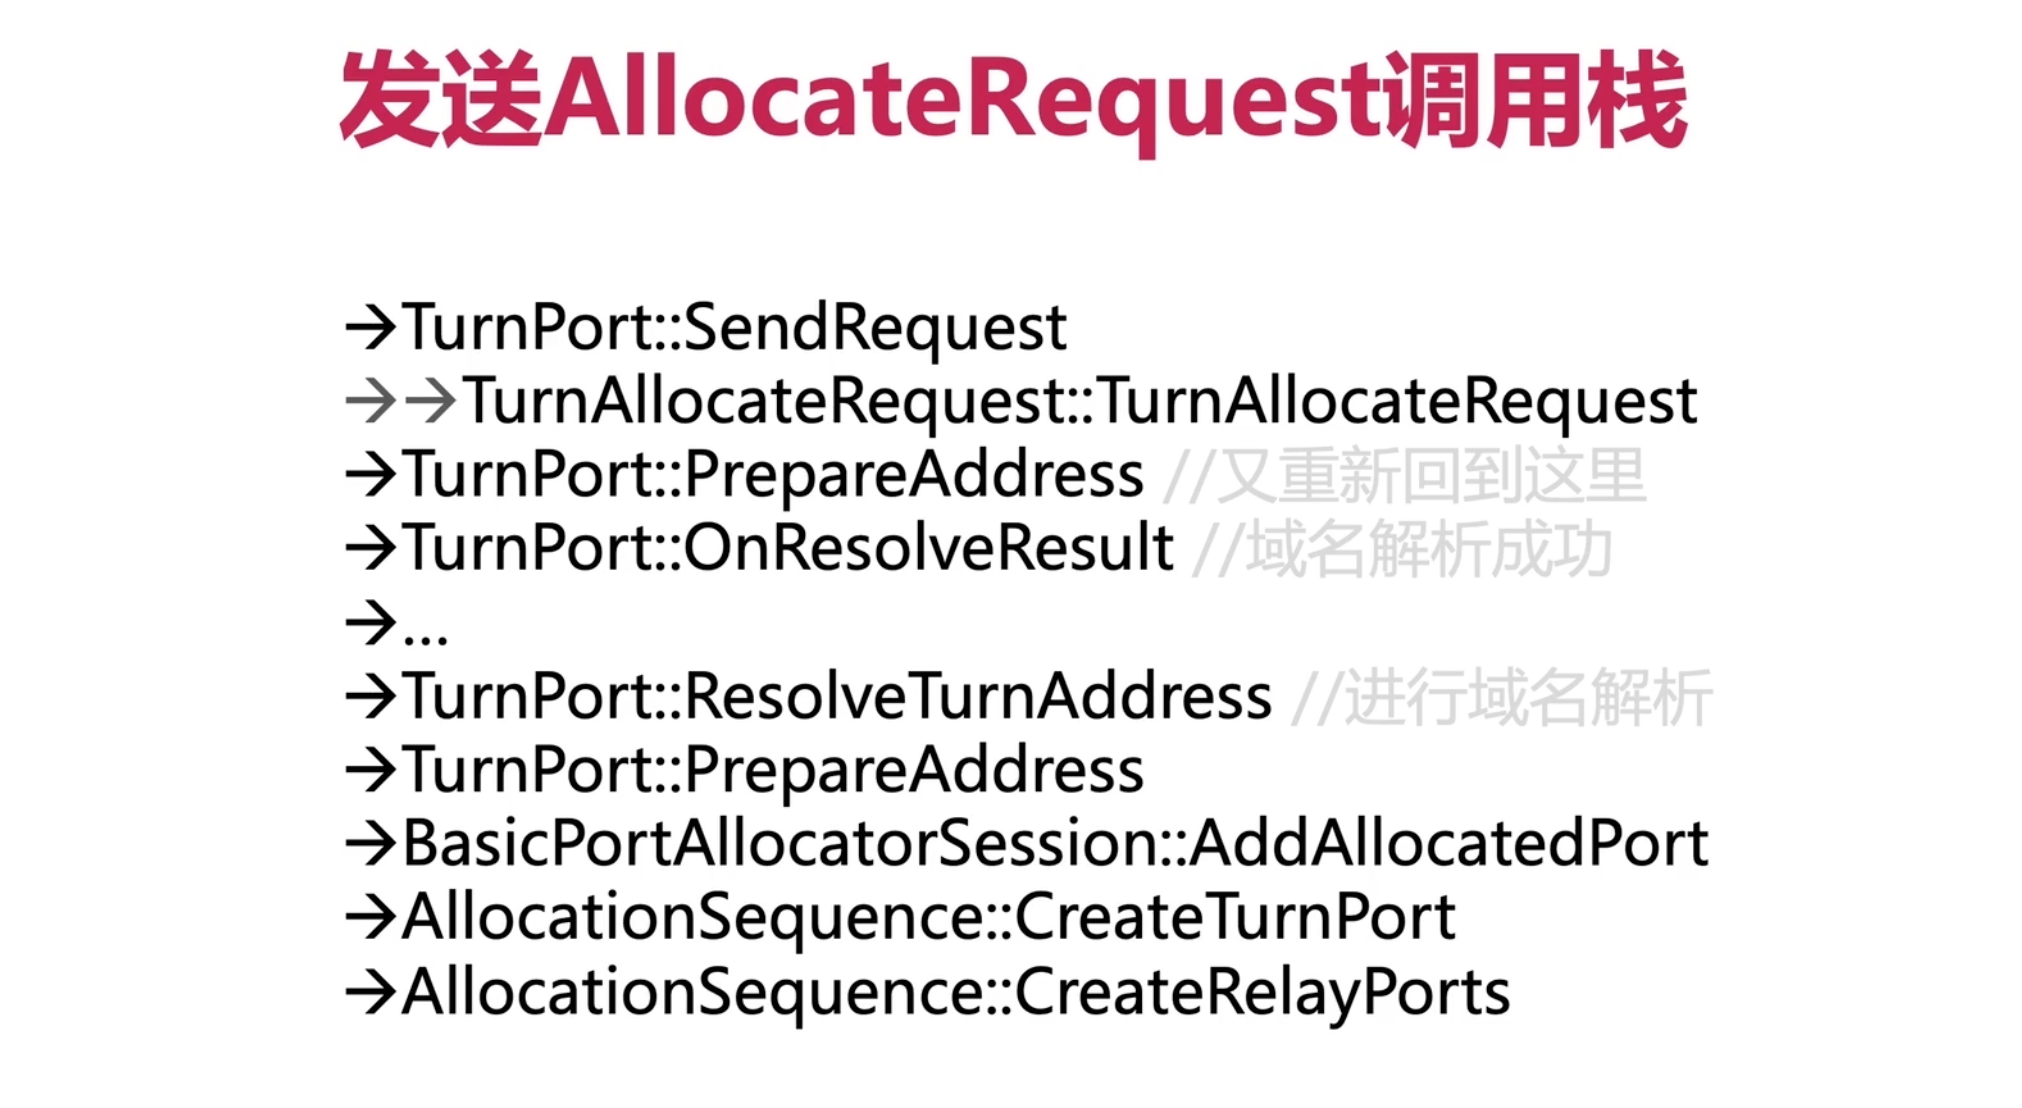 发送AllocateRequest调用栈
→TurnPort::SendRequest
→→TurnAllocateRequest::TurnAllocateRequest
→TurnPort::PrepareAddress //又重新回到这里
→TurnPort::OnResolveResult //域名解析成功
→...
→TurnPort::ResolveTurnAddress //进行域名解析
→TurnPort::PrepareAddress
→BasicPortAllocatorSession::AddAllocatedPort
→AllocationSequence::CreateTurnPort
→AllocationSequence::CreateRelayPorts